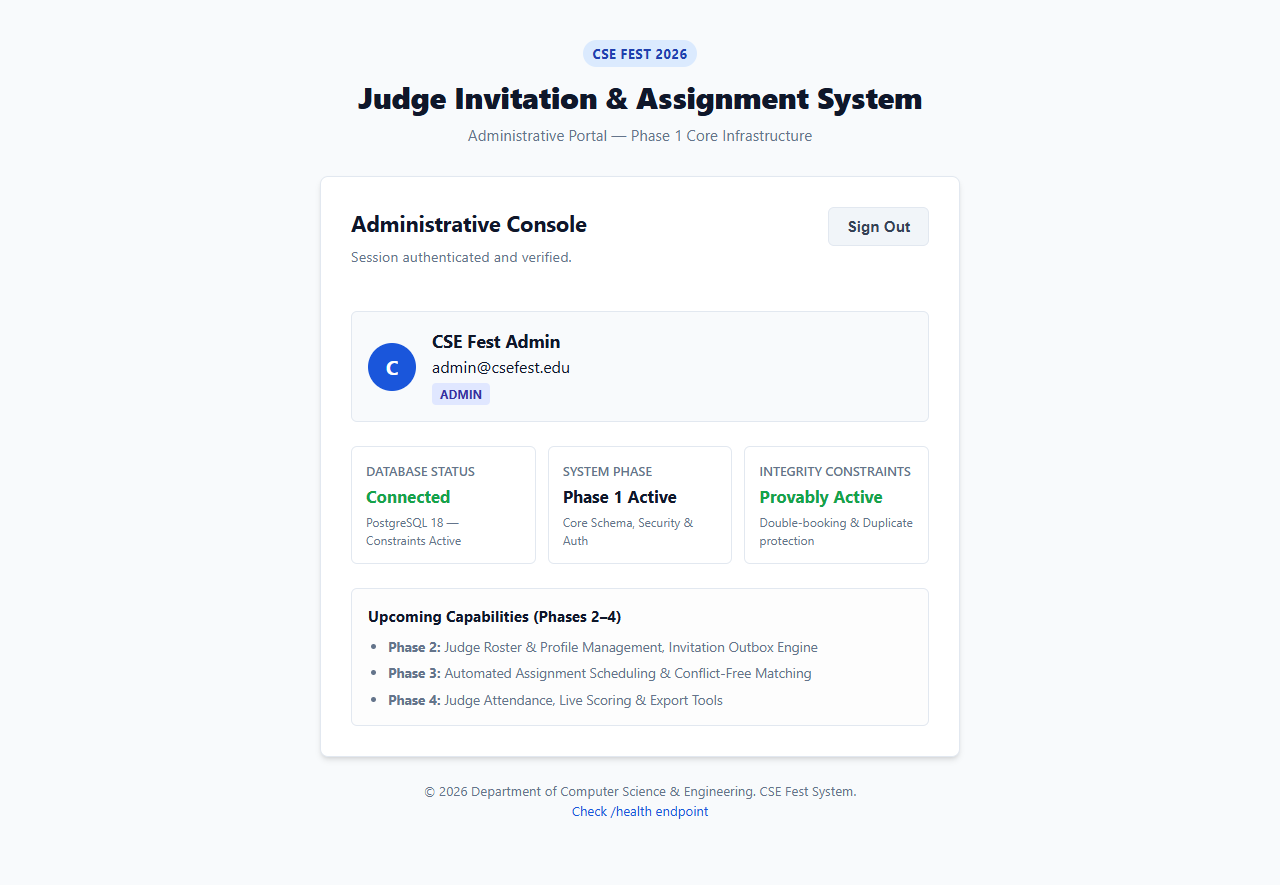 CSE FEST 2026
Judge Invitation & Assignment System
Administrative Portal — Phase 1 Core Infrastructure
Administrative Console
Sign Out
Session authenticated and verified.
C
CSE Fest Admin
admin@csefest.edu
ADMIN
DATABASE STATUS
Connected
PostgreSQL 18 —
Constraints Active
SYSTEM PHASE
Phase 1 Active
Core Schema, Security &
Auth
INTEGRITY CONSTRAINTS
Provably Active
Double-booking & Duplicate
protection
Upcoming Capabilities (Phases 2–4)
• Phase 2: Judge Roster & Profile Management, Invitation Outbox Engine
• Phase 3: Automated Assignment Scheduling & Conflict-Free Matching
• Phase 4: Judge Attendance, Live Scoring & Export Tools
© 2026 Department of Computer Science & Engineering. CSE Fest System.
Check /health endpoint